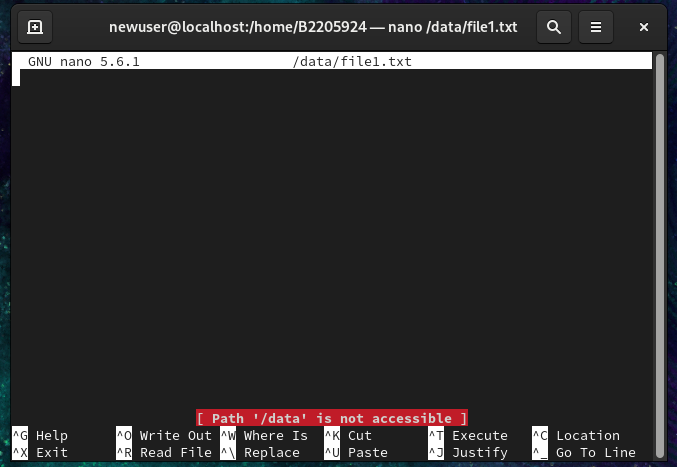 newuser@localhost:/home/B2205924 — nano /data/file1.txt
GNU nano 5.6.1 /data/file1.txt
[ Path '/data' is not accessible ]
^G Help ^O Write Out ^W Where Is ^K Cut ^T Execute ^C Location
^X Exit ^R Read File ^\ Replace ^U Paste ^J Justify ^_ Go To Line